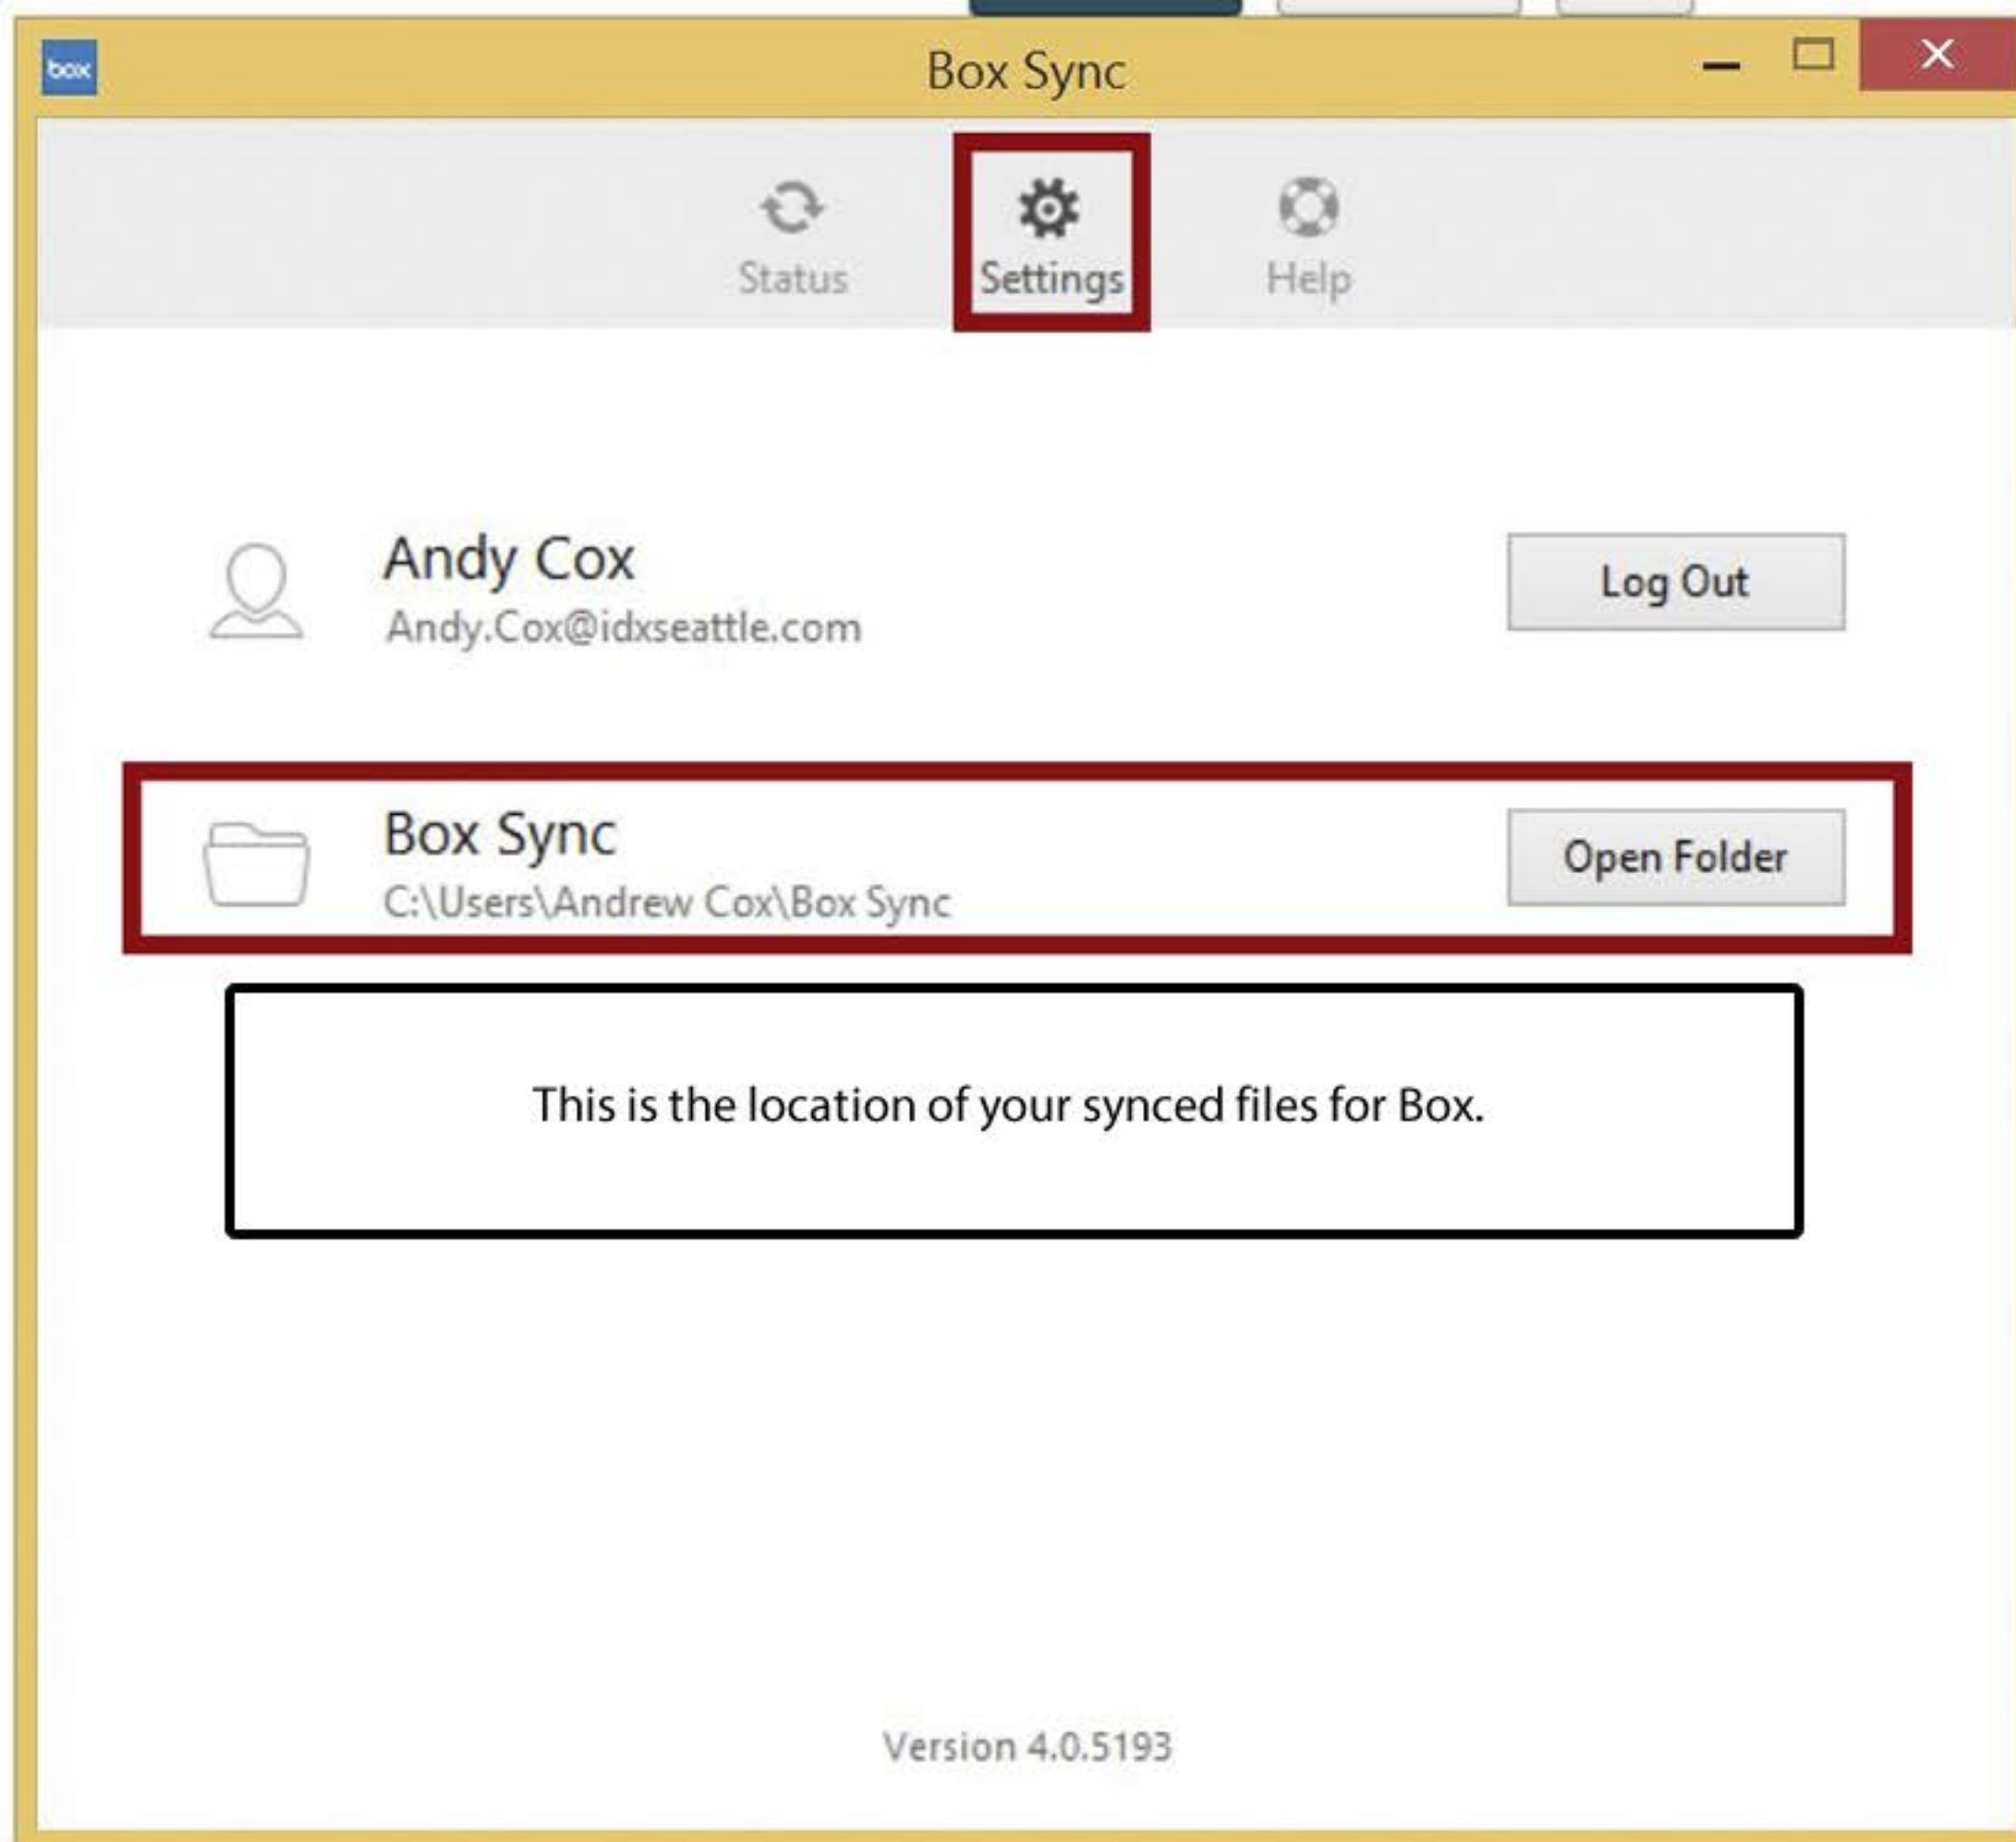 box
Box Sync
Status
Settings
Help
Andy Cox
Andy.Cox@idxseattle.com
Log Out
Box Sync
C:\Users\Andrew Cox\Box Sync
Open Folder
This is the location of your synced files for Box.
Version 4.0.5193